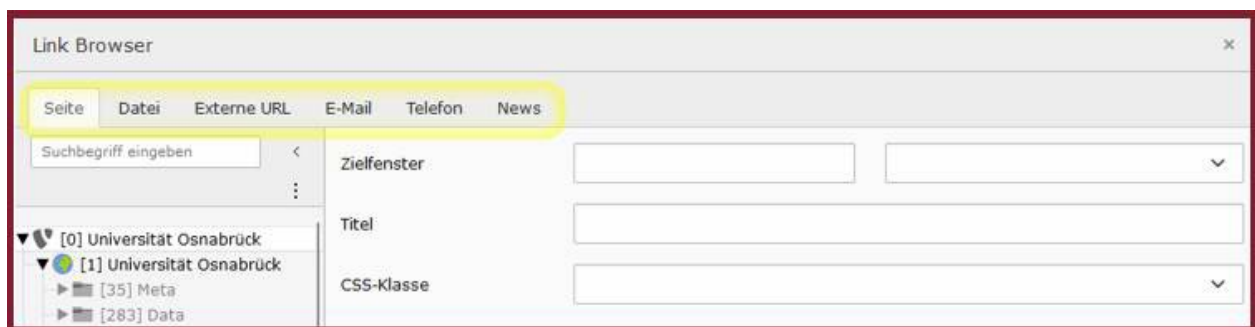 Link Browser
Seite Datei Externe URL E-Mail Telefon News
Suchbegriff eingeben
Zielfenster
Titel
[0] Universität Osnabrück
[1] Universität Osnabrück
CSS-Klasse
[35] Meta
[283] Data